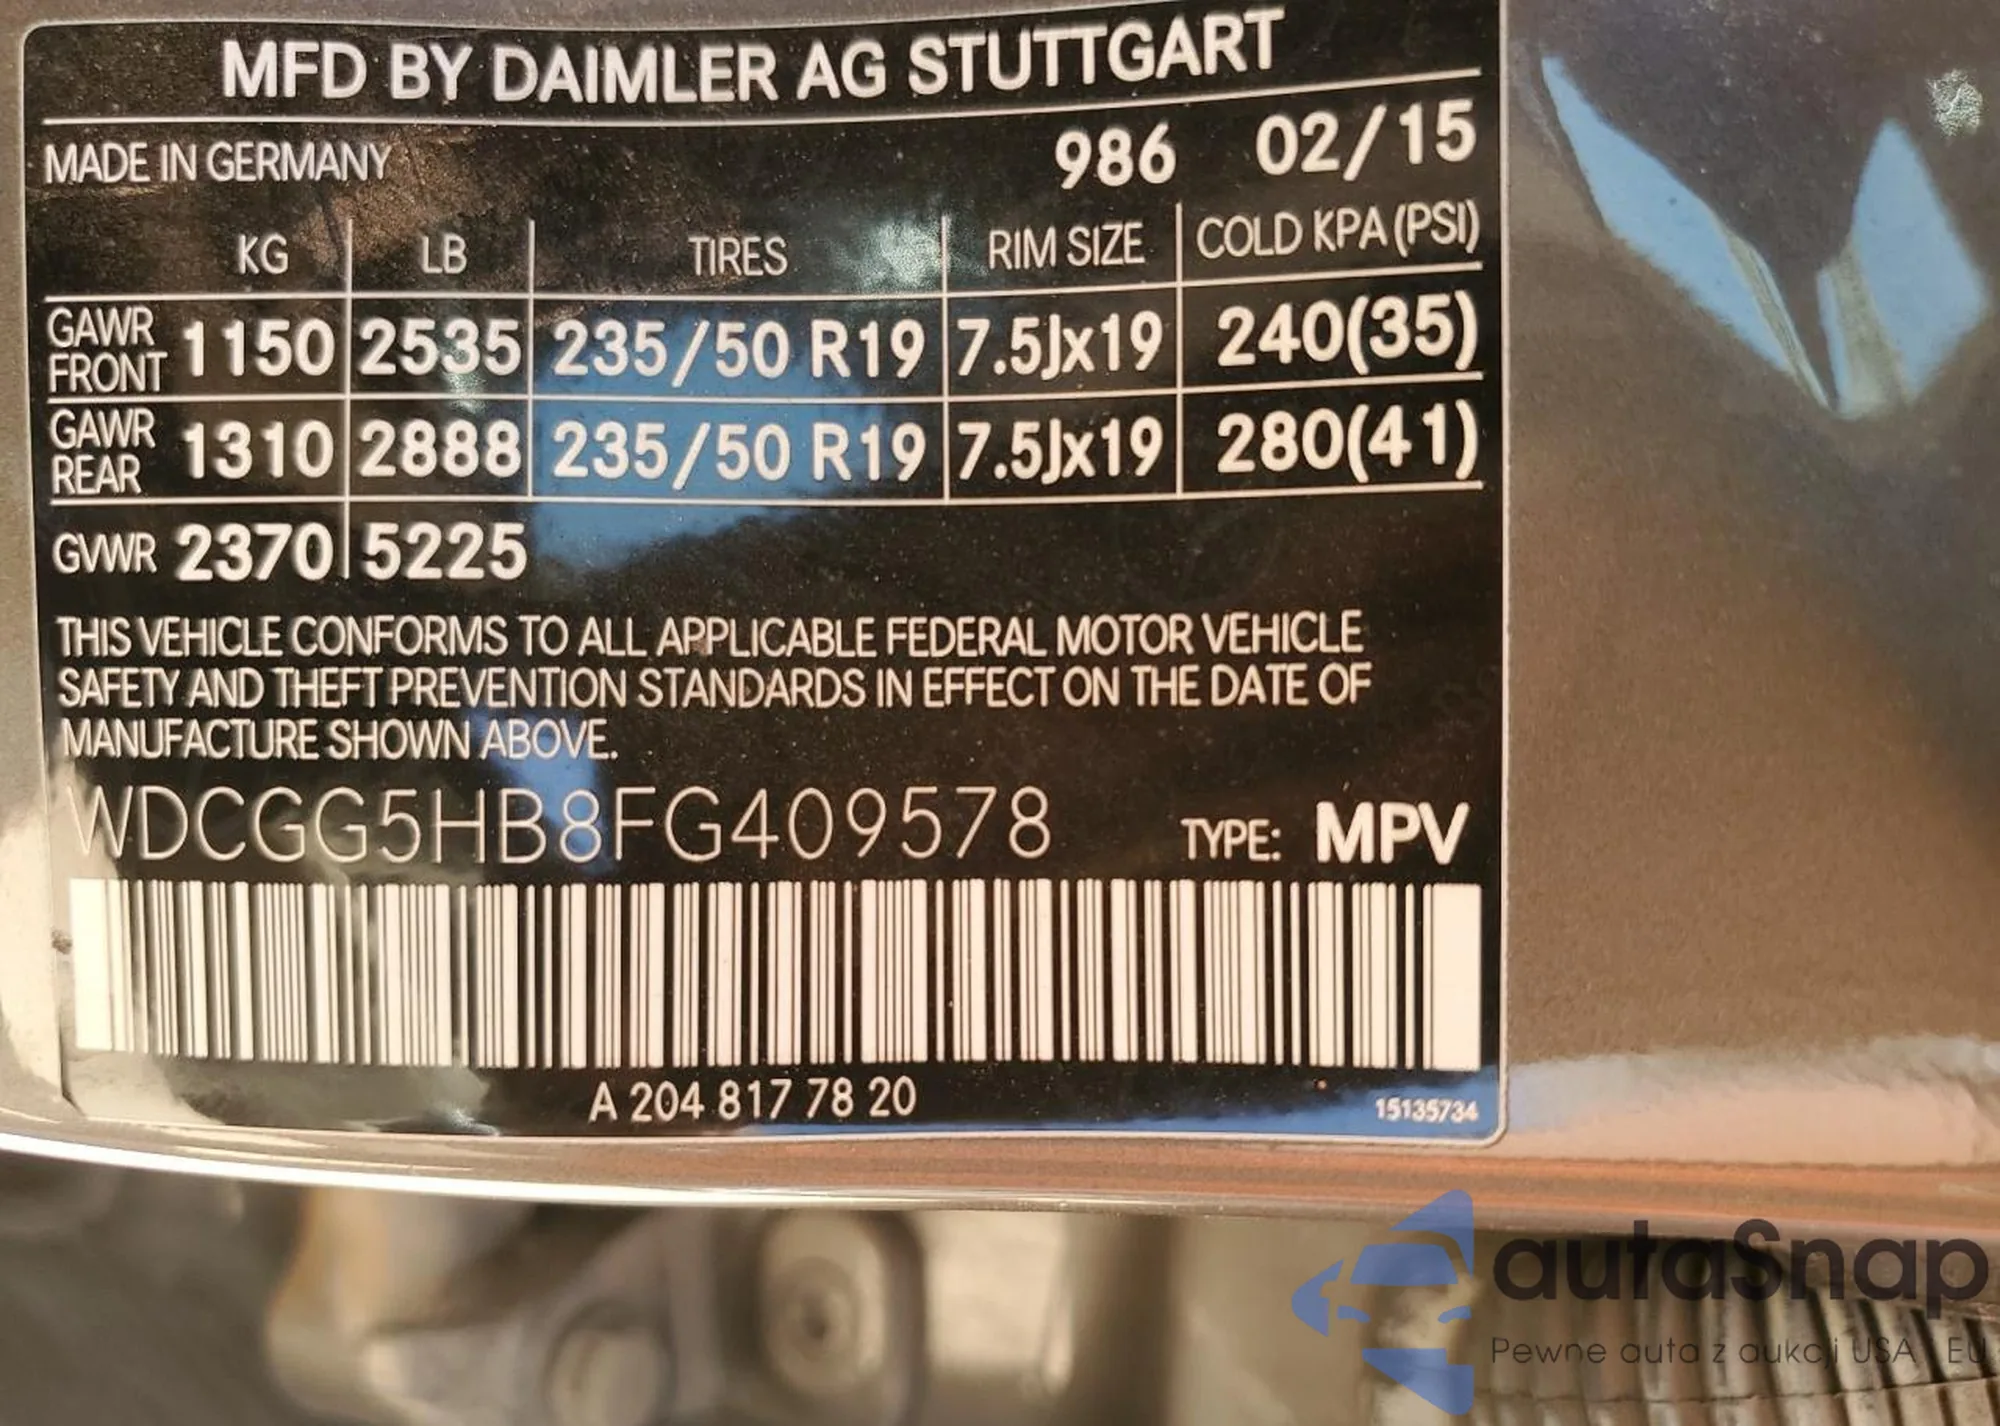 MFD BY DAIMLER AG STUTTGART
MADE IN GERMANY 986 02/15
KG LB TIRES RIM SIZE COLD KPA (PSI)
GAWR FRONT 1150 2535 235/50 R19 7.5Jx19 240(35)
GAWR REAR 1310 2888 235/50 R19 7.5Jx19 280(41)
GVWR 2370 5225
THIS VEHICLE CONFORMS TO ALL APPLICABLE FEDERAL MOTOR VEHICLE
SAFETY AND THEFT PREVENTION STANDARDS IN EFFECT ON THE DATE OF
MANUFACTURE SHOWN ABOVE.
WDCGG5HB8FG409578 TYPE: MPV
A 204 817 78 20 15135734
autaSnap
Pewne auta z aukcji USA i EU